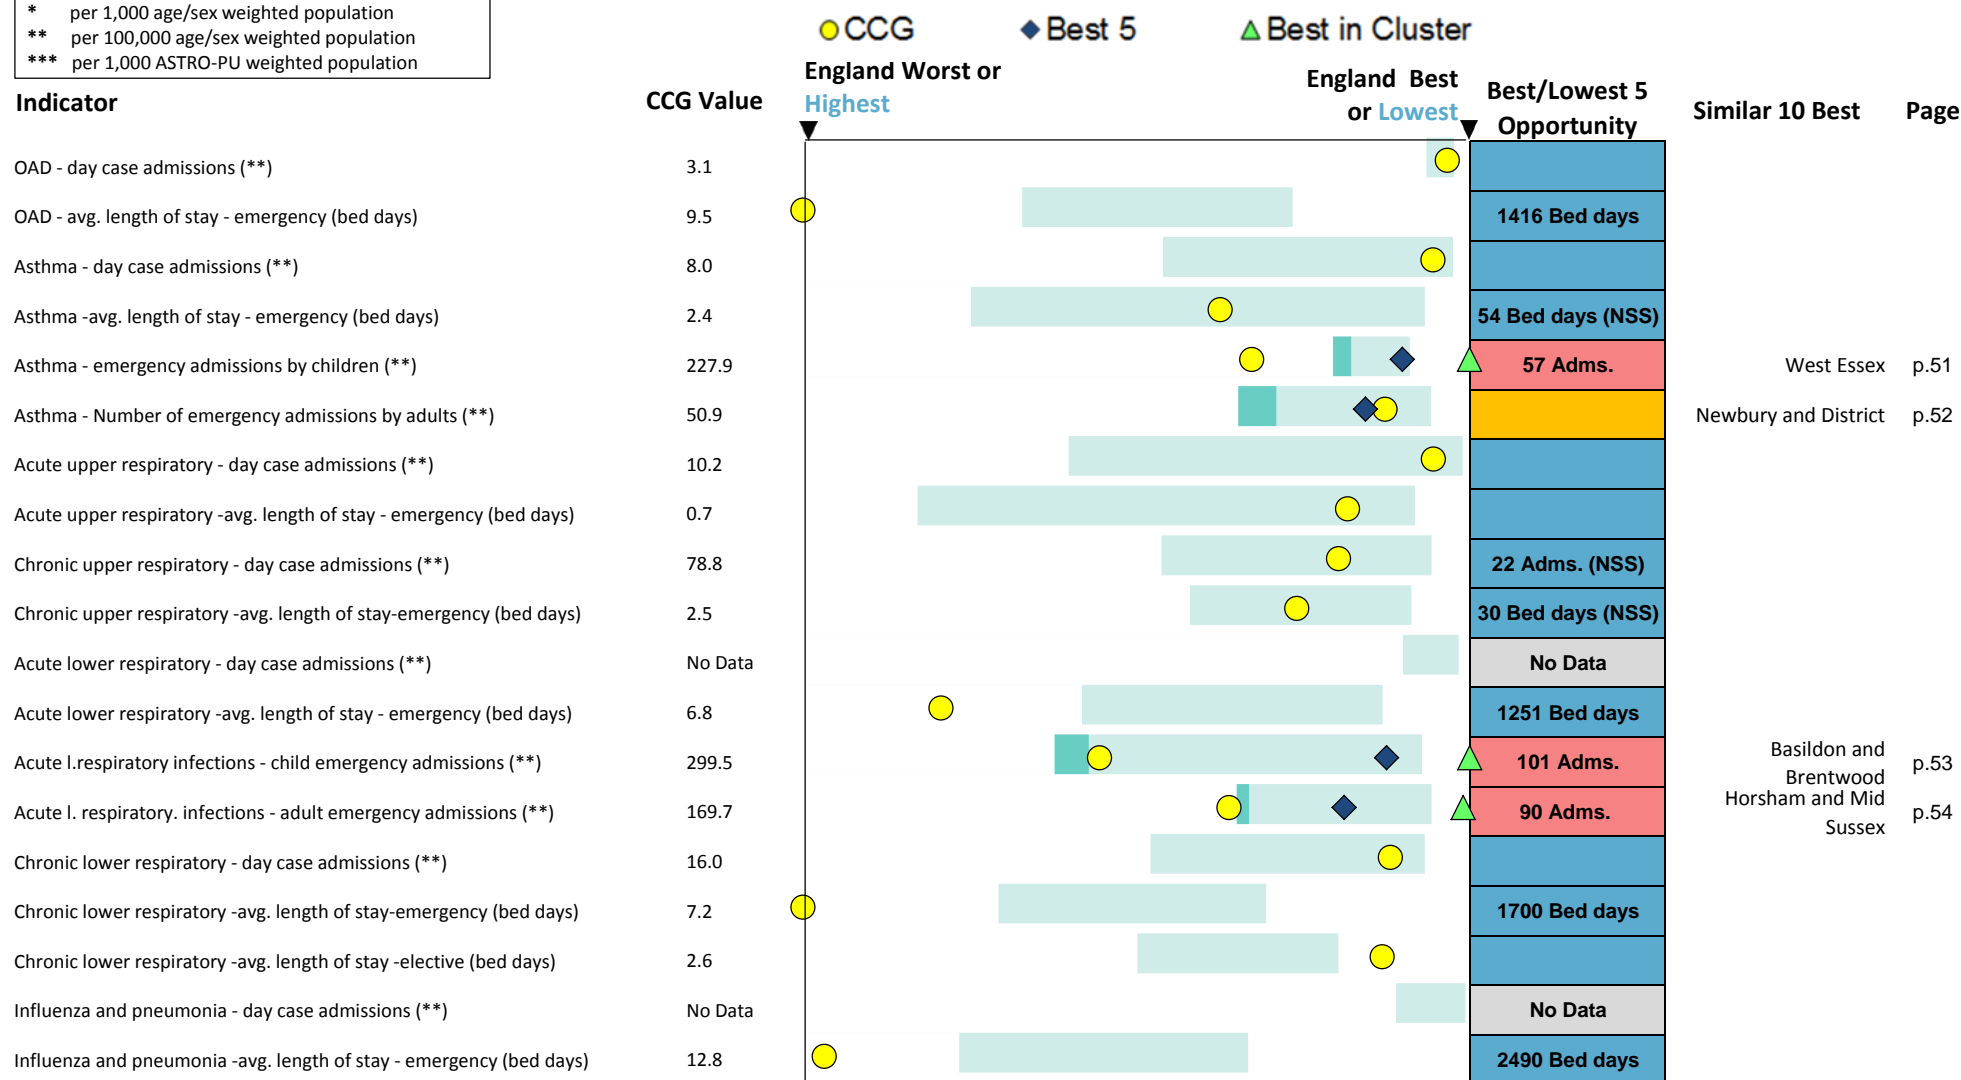 * per 1,000 age/sex weighted population
** per 100,000 age/sex weighted population
*** per 1,000 ASTRO-PU weighted population
CCG Best 5 Best in Cluster
Indicator CCG Value England Worst or Highest England Best or Lowest Best/Lowest 5 Opportunity Similar 10 Best Page
OAD - day case admissions (**) 3.1
OAD - avg. length of stay - emergency (bed days) 9.5 1416 Bed days
Asthma - day case admissions (**) 8.0
Asthma -avg. length of stay - emergency (bed days) 2.4 54 Bed days (NSS)
Asthma - emergency admissions by children (**) 227.9 57 Adms. West Essex p.51
Asthma - Number of emergency admissions by adults (**) 50.9 Newbury and District p.52
Acute upper respiratory - day case admissions (**) 10.2
Acute upper respiratory -avg. length of stay - emergency (bed days) 0.7
Chronic upper respiratory - day case admissions (**) 78.8 22 Adms. (NSS)
Chronic upper respiratory -avg. length of stay-emergency (bed days) 2.5 30 Bed days (NSS)
Acute lower respiratory - day case admissions (**) No Data No Data
Acute lower respiratory -avg. length of stay - emergency (bed days) 6.8 1251 Bed days
Acute l.respiratory infections - child emergency admissions (**) 299.5 101 Adms. Basildon and Brentwood p.53
Acute l. respiratory. infections - adult emergency admissions (**) 169.7 90 Adms. Horsham and Mid Sussex p.54
Chronic lower respiratory - day case admissions (**) 16.0
Chronic lower respiratory -avg. length of stay-emergency (bed days) 7.2 1700 Bed days
Chronic lower respiratory -avg. length of stay -elective (bed days) 2.6
Influenza and pneumonia - day case admissions (**) No Data No Data
Influenza and pneumonia -avg. length of stay - emergency (bed days) 12.8 2490 Bed days